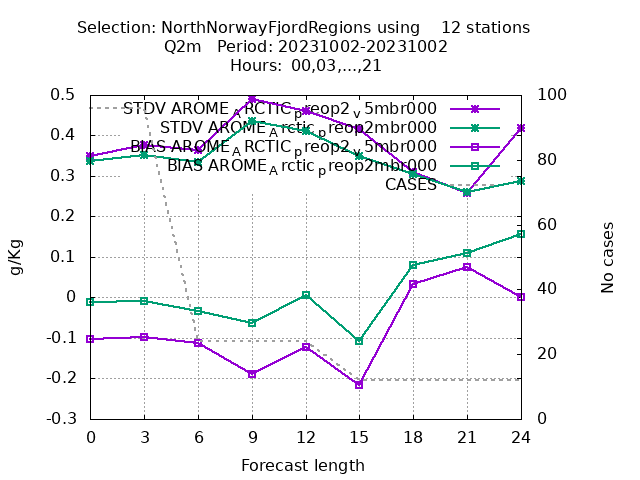 Selection: NorthNorwayFjordRegions using 12 stations
Q2m Period: 20231002-20231002
Hours: 00,03,...,21
STDV AROME_ARCTIC_preop2_v5mbr000
STDV AROME_Arctic_preop2mbr000
BIAS AROME_ARCTIC_preop2_v5mbr000
BIAS AROME_Arctic_preop2mbr000
CASES
0.5
0.4
0.3
0.2
0.1
0
-0.1
-0.2
-0.3
g/Kg
100
80
60
40
20
0
No cases
0 3 6 9 12 15 18 21 24
Forecast length